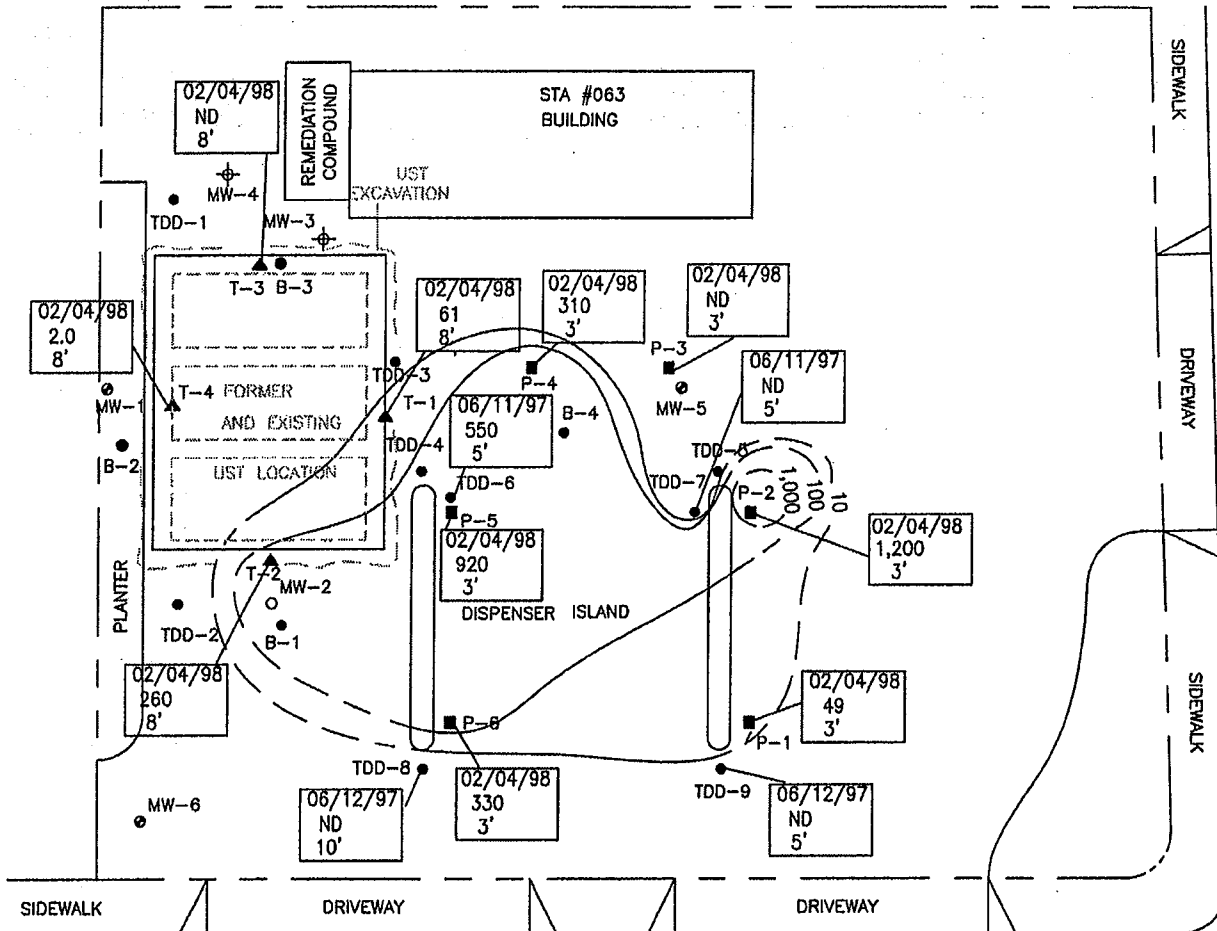 SIDEWALK
02/04/98
ND
8'
REMEDIATION
COMPOUND
STA #063
BUILDING
UST
EXCAVATION
MW-4
TDD-1
MW-3
T-3 B-3
02/04/98
2.0
8'
02/04/98
61
8'
02/04/98
310
3'
02/04/98
ND
3'
DRIVEWAY
P-3
MW-5
06/11/97
ND
5'
TDD-3
P-4
MW-1
T-4 FORMER
AND EXISTING
UST LOCATION
T-1
06/11/97
550
5'
B-4
B-2
TDD-4
TDD-6
TDD-7
P-5
P-2
1,000
100
10
02/04/98
1,200
3'
02/04/98
920
3'
PLANTER
T-2
MW-2
TDD-2
B-1
DISPENSER ISLAND
02/04/98
260
8'
02/04/98
49
3'
SIDEWALK
P-6
P-1
TDD-8
02/04/98
330
3'
TDD-9
06/12/97
ND
10'
06/12/97
ND
5'
MW-6
SIDEWALK
DRIVEWAY
DRIVEWAY